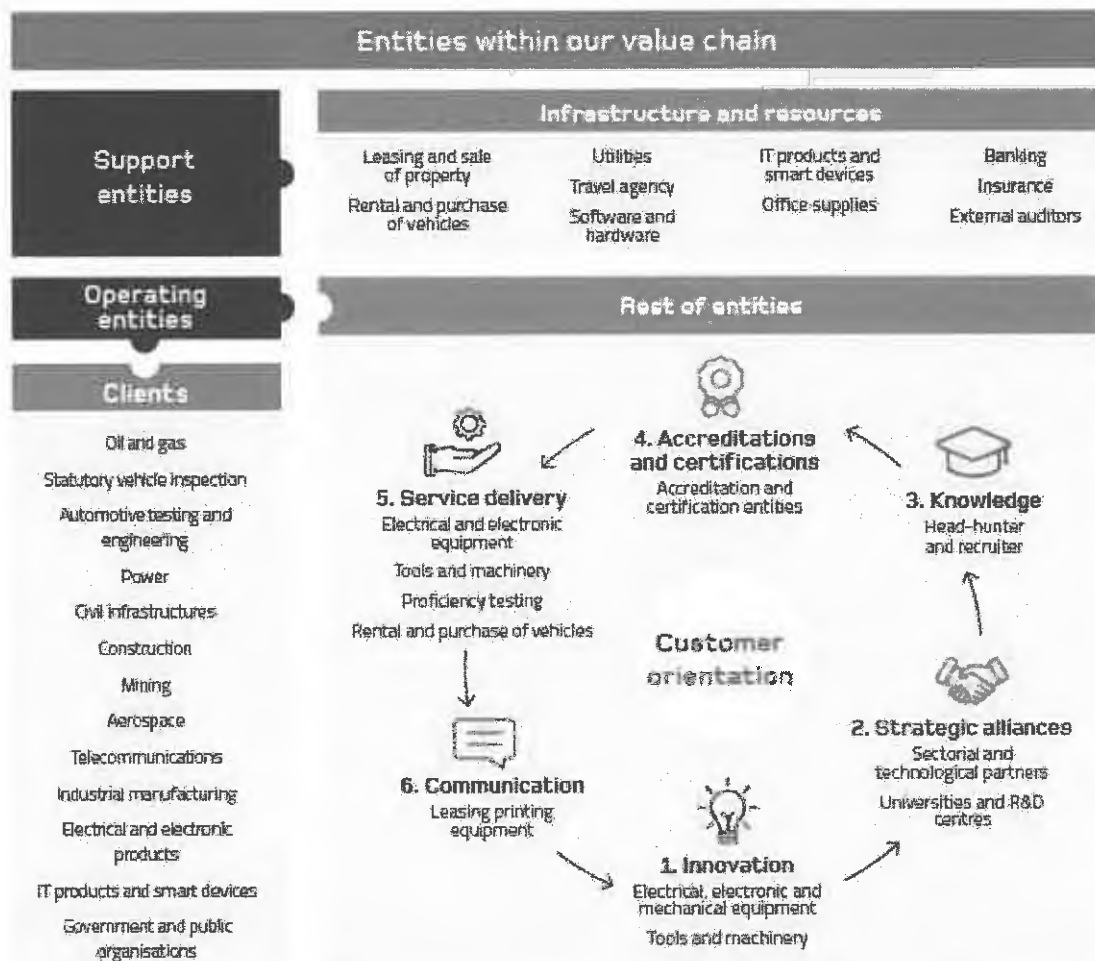 Entities within our value chain
Support
entities
Infrastructure and resources
Leasing and sale
of property
Rental and purchase
of vehicles
Utilities
Travel agency
Software and
hardware
IT products and
smart devices
Office supplies
Banking
Insurance
External auditors
Operating
entities
Clients
Oil and gas
Statutory vehicle inspection
Automotive testing and
engineering
Power
Civil infrastructures
Construction
Mining
Aerospace
Telecommunications
Industrial manufacturing
Electrical and electronic
products
IT products and smart devices
Government and public
organisations
Rest of entities
4. Accreditations
and certifications
Accreditation and
certification entities
5. Service delivery
Electrical and electronic
equipment
Tools and machinery
Proficiency testing
Rental and purchase of vehicles
3. Knowledge
Head-hunter
and recruiter
Customer
orientation
2. Strategic alliances
Sectorial and
technological partners
Universities and R&D
centres
6. Communication
Leasing printing
equipment
1. Innovation
Electrical, electronic and
mechanical equipment
Tools and machinery